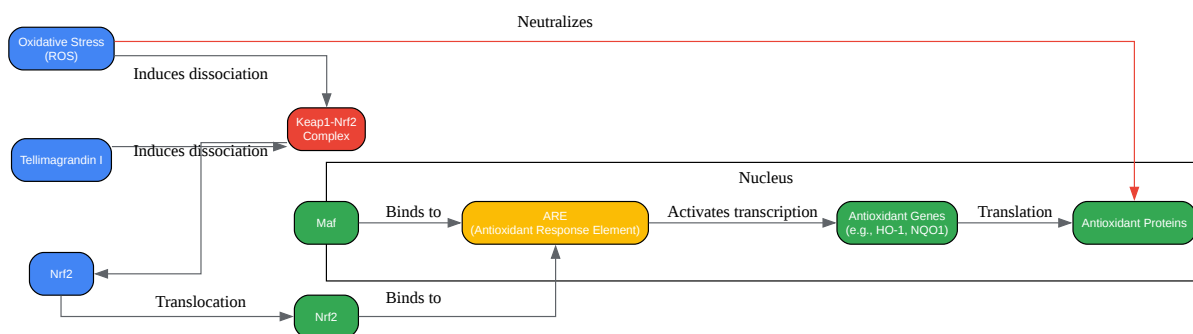 Neutralizes
Oxidative Stress
(ROS)
Induces dissociation
Keap1-Nrf2
Complex
Tellimagrandin I
Induces dissociation
Nucleus
Maf
Binds to
ARE
(Antioxidant Response Element)
Activates transcription
Antioxidant Genes
(e.g., HO-1, NQO1)
Translation
Antioxidant Proteins
Nrf2
Translocation
Nrf2
Binds to